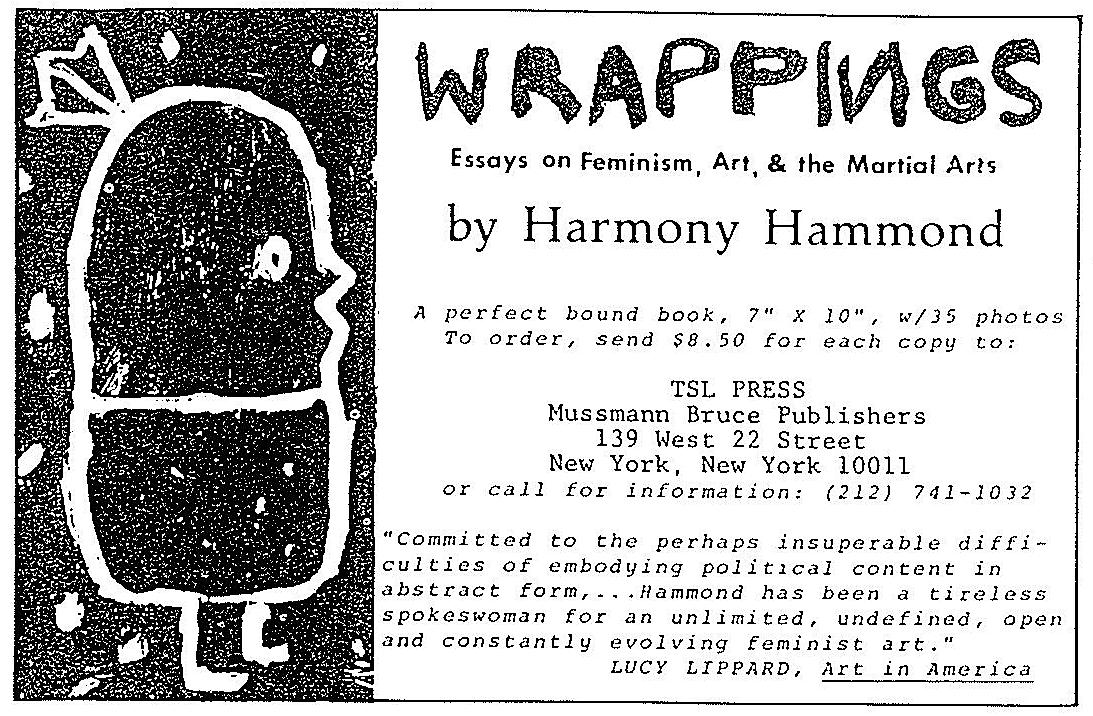 WRAPPINGS
Essays on Feminism, Art, & the Martial Arts
by Harmony Hammond
A perfect bound book, 7" X 10", w/35 photos
To order, send $8.50 for each copy to:
TSL PRESS
Mussmann Bruce Publishers
139 West 22 Street
New York, New York 10011
or call for information: (212) 741-1032
"Committed to the perhaps insuperable diffi-
culties of embodying political content in
abstract form,...Hammond has been a tireless
spokeswoman for an unlimited, undefined, open
and constantly evolving feminist art."
LUCY LIPPARD, Art in America